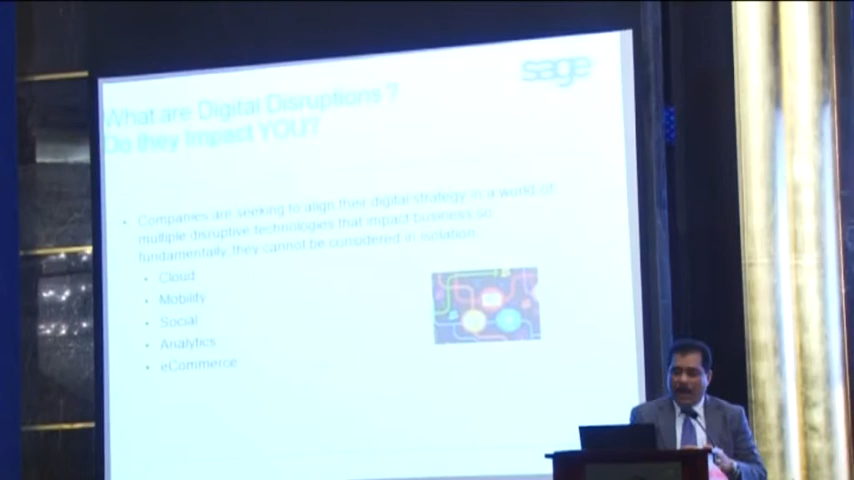 sage
What are Digital Disruptions?
Do they Impact YOU?
• Companies are seeking to align their digital strategy in a world of
multiple disruptive technologies that impact business so
fundamentally, they cannot be considered in isolation.
• Cloud
• Mobility
• Social
• Analytics
• eCommerce